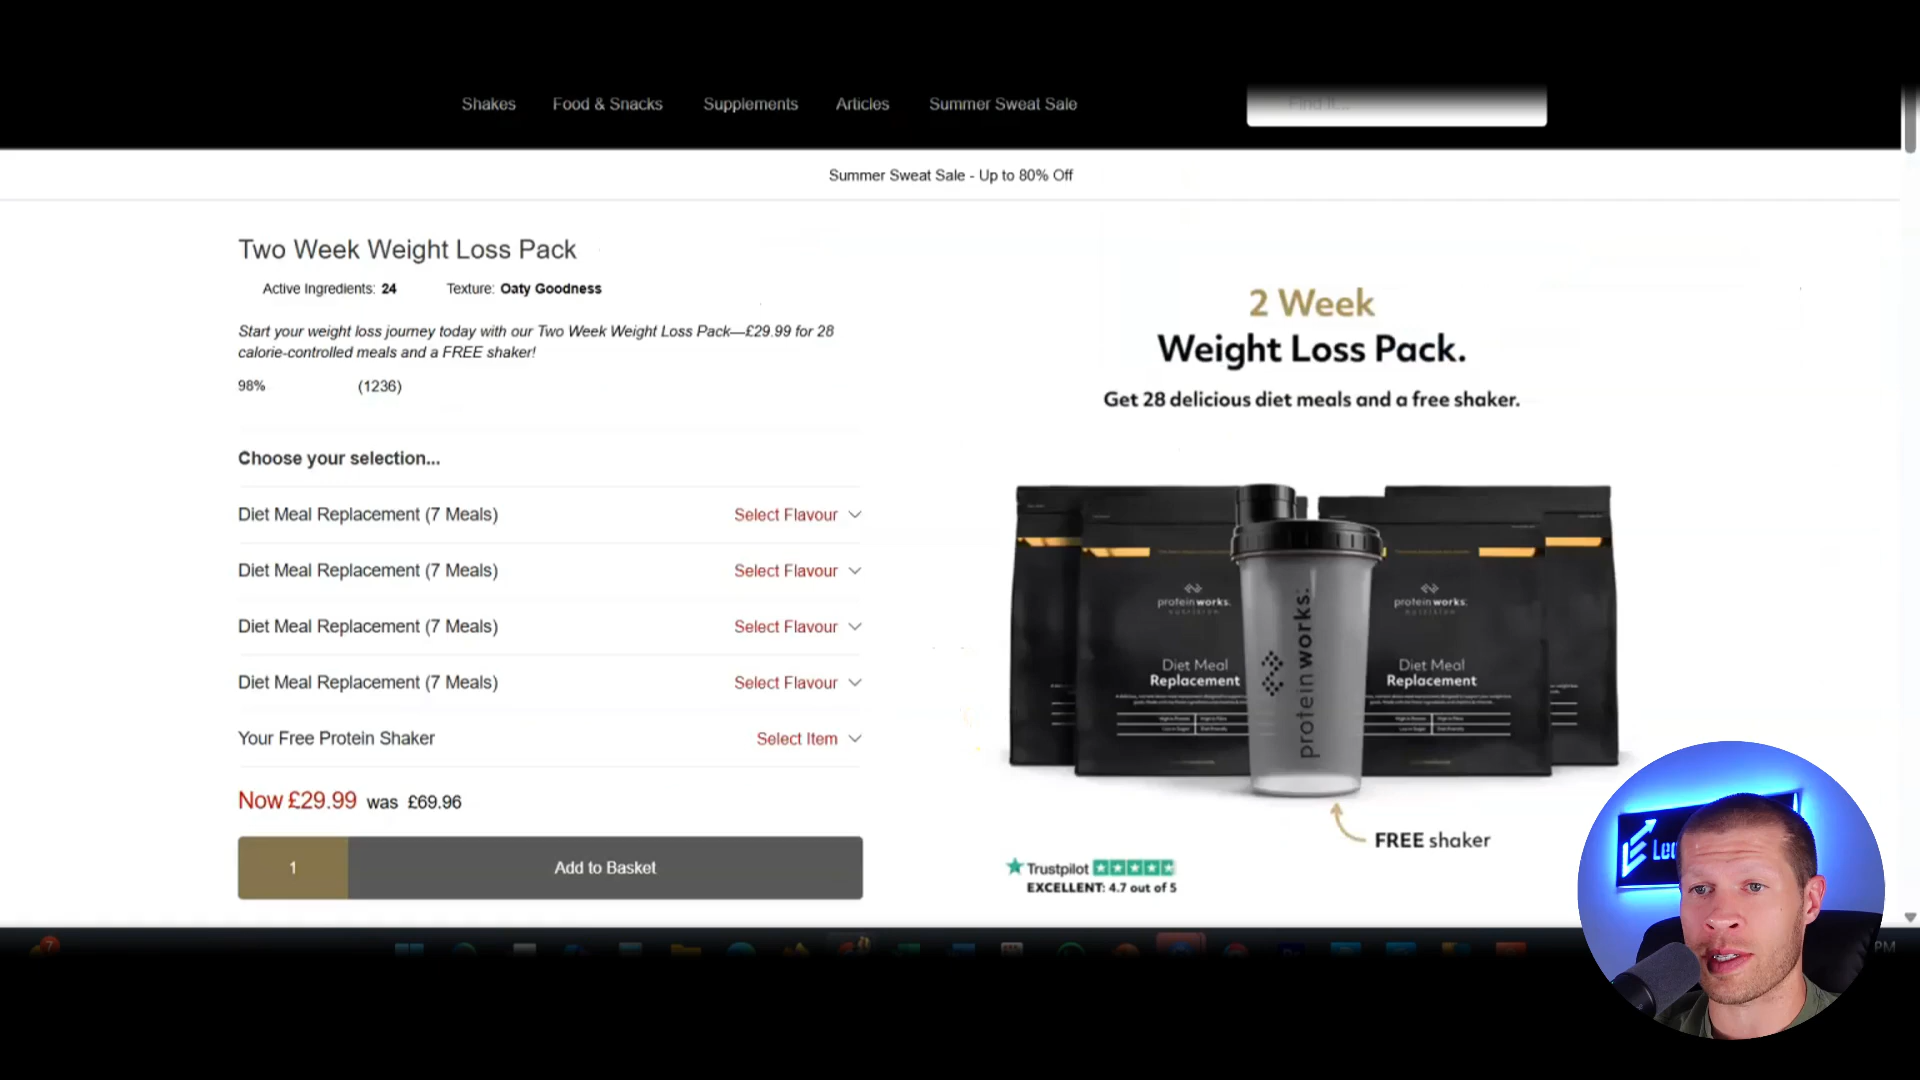 Shakes Food & Snacks Supplements Articles Summer Sweat Sale
Find it...
Summer Sweat Sale - Up to 80% Off
Two Week Weight Loss Pack
Active Ingredients: 24 Texture: Oaty Goodness
Start your weight loss journey today with our Two Week Weight Loss Pack—£29.99 for 28
calorie-controlled meals and a FREE shaker!
98% (1236)
Choose your selection...
Diet Meal Replacement (7 Meals) Select Flavour
Diet Meal Replacement (7 Meals) Select Flavour
Diet Meal Replacement (7 Meals) Select Flavour
Diet Meal Replacement (7 Meals) Select Flavour
Your Free Protein Shaker Select Item
Now £29.99 was £69.96
1 Add to Basket
2 Week
Weight Loss Pack.
Get 28 delicious diet meals and a free shaker.
protein works.
nutrition
Diet Meal
Replacement
protein works.
protein works.
nutrition
Diet Meal
Replacement
FREE shaker
Trustpilot
EXCELLENT: 4.7 out of 5
7
PM